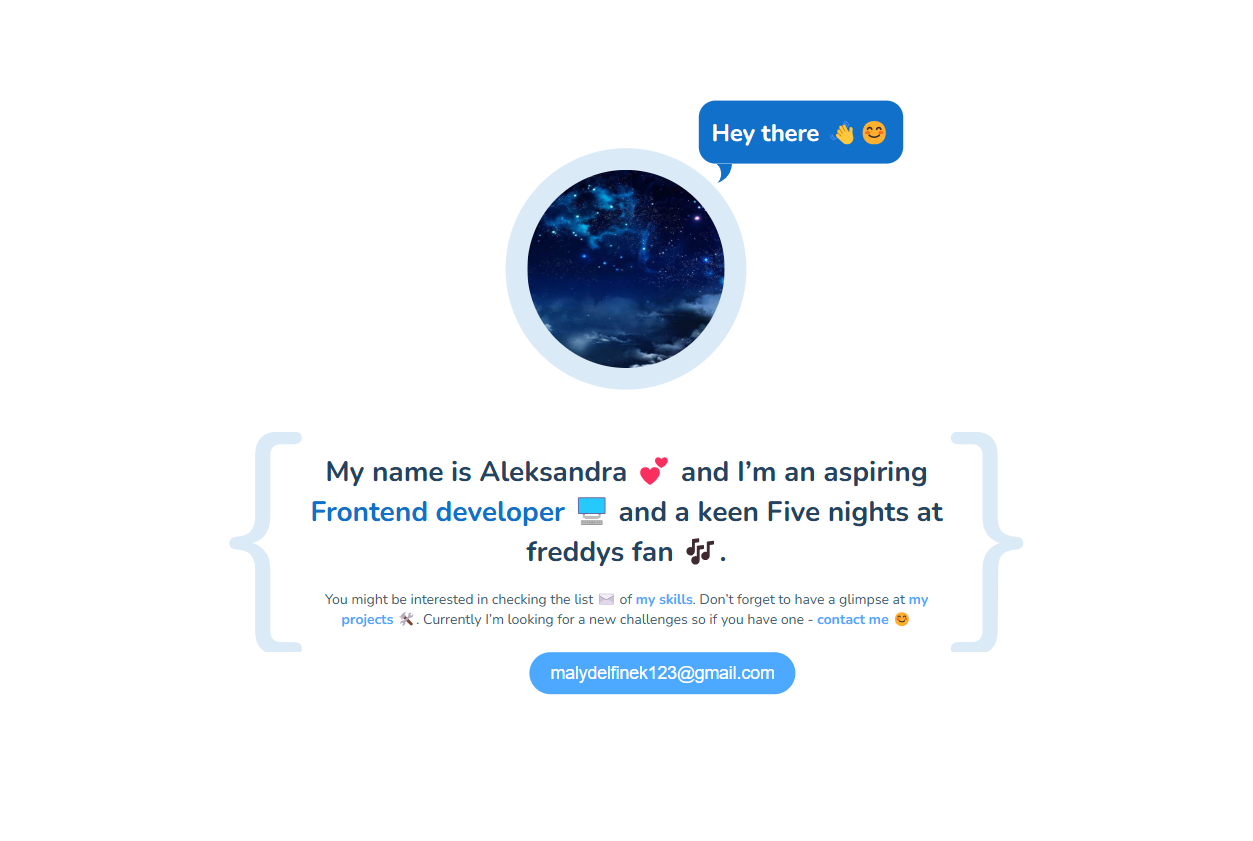 Hey there 👋😊
My name is Aleksandra 💕 and I’m an aspiring
Frontend developer 🖥️ and a keen Five nights at
freddys fan 🎶.
You might be interested in checking the list ✉️ of my skills. Don’t forget to have a glimpse at my
projects 🛠️. Currently I’m looking for a new challenges so if you have one - contact me 😊
malydelfinek123@gmail.com